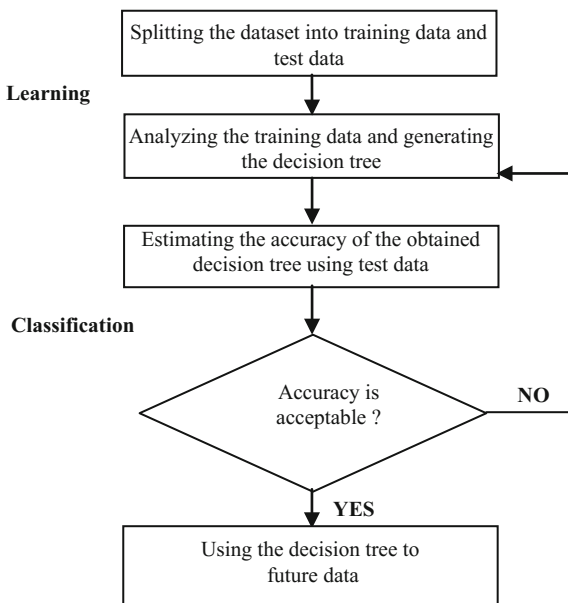 Splitting the dataset into training data and
test data
Learning
Analyzing the training data and generating
the decision tree
Estimating the accuracy of the obtained
decision tree using test data
Classification
Accuracy is
acceptable ?
NO
YES
Using the decision tree to
future data